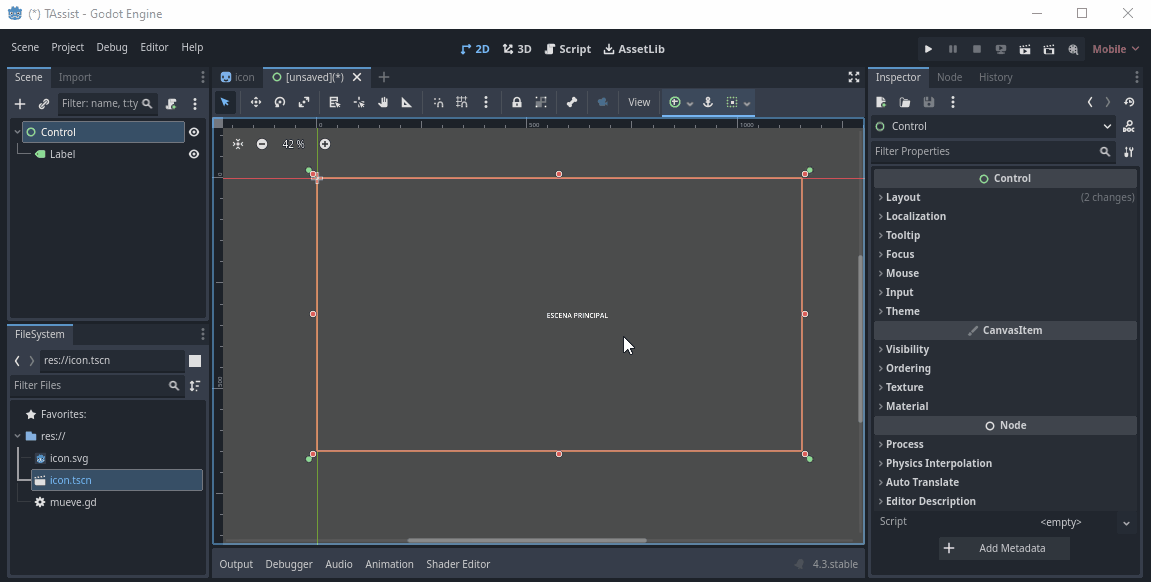 (*) TAssist - Godot Engine
Scene Project Debug Editor Help
2D 3D Script AssetLib
Mobile
Scene Import
Filter: name, t:ty
Control
Label
FileSystem
res://icon.tscn
Filter Files
Favorites:
res://
icon.svg
icon.tscn
mueve.gd
icon [unsaved](*)
View
0 500 1000
42 %
0
500
ESCENA PRINCIPAL
Output Debugger Audio Animation Shader Editor
4.3.stable
Inspector Node History
Control
Filter Properties
Control
Layout (2 changes)
Localization
Tooltip
Focus
Mouse
Input
Theme
CanvasItem
Visibility
Ordering
Texture
Material
Node
Process
Physics Interpolation
Auto Translate
Editor Description
Script <empty>
Add Metadata